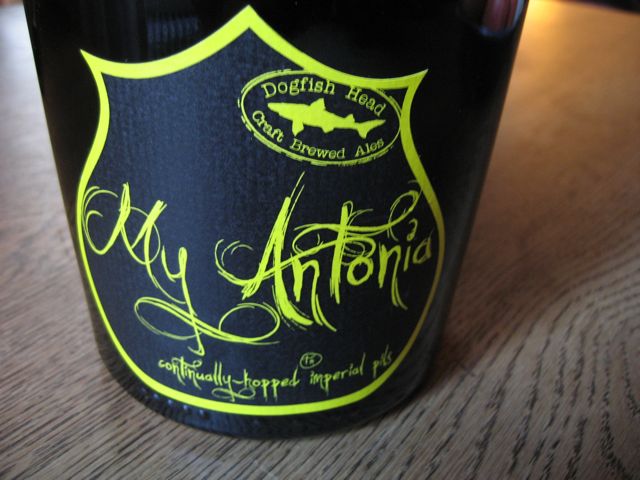 Dogfish Head
Craft Brewed Ales
My Antonia
continually-hopped imperial pils